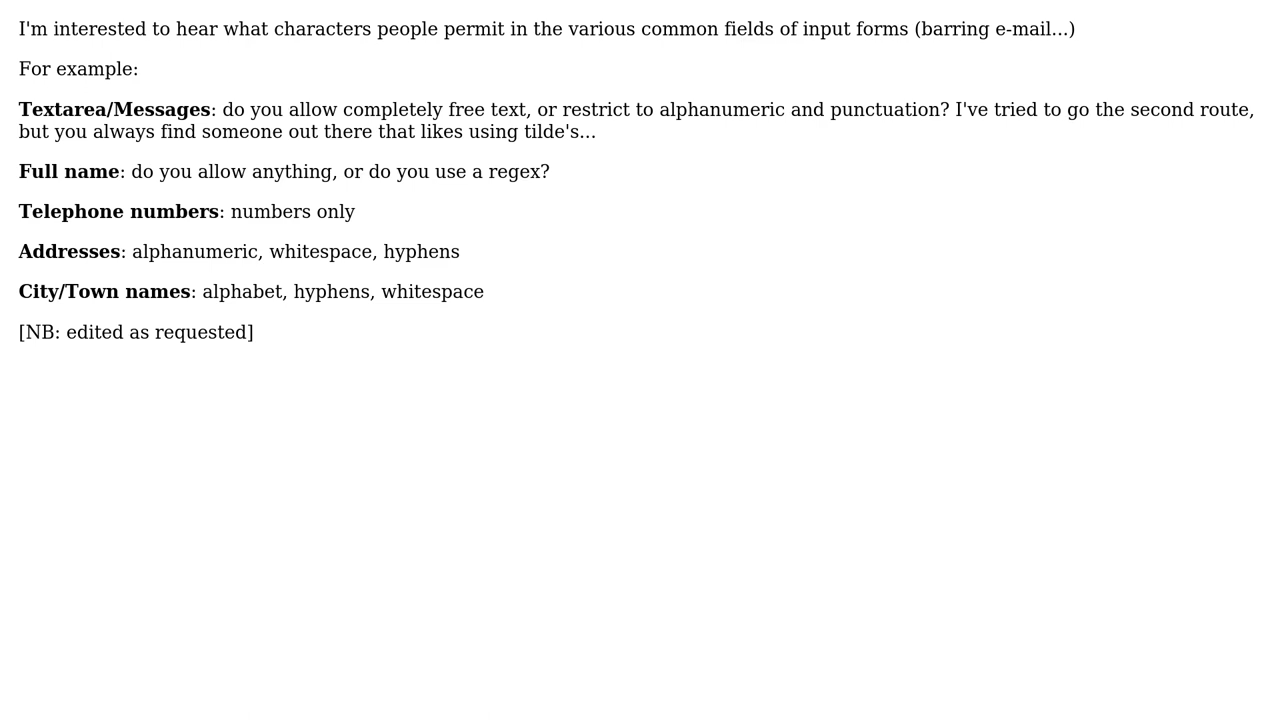 I'm interested to hear what characters people permit in the various common fields of input forms (barring e-mail...)
For example:
Textarea/Messages: do you allow completely free text, or restrict to alphanumeric and punctuation? I've tried to go the second route,
but you always find someone out there that likes using tilde's...
Full name: do you allow anything, or do you use a regex?
Telephone numbers: numbers only
Addresses: alphanumeric, whitespace, hyphens
City/Town names: alphabet, hyphens, whitespace
[NB: edited as requested]